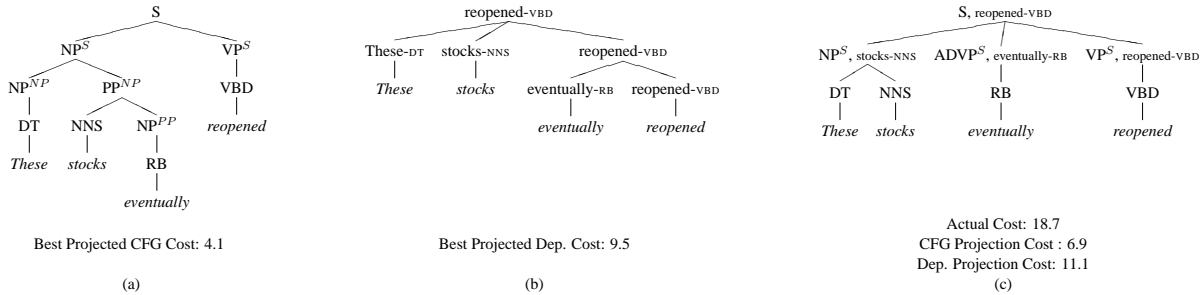 S
NP^S VP^S
NP^NP PP^NP VBD
DT NNS NP^PP reopened
These stocks RB
eventually
Best Projected CFG Cost: 4.1
(a)
reopened-VBD
These-DT stocks-NNS reopened-VBD
These stocks eventually-RB reopened-VBD
eventually reopened
Best Projected Dep. Cost: 9.5
(b)
S, reopened-VBD
NP^S, stocks-NNS ADVP^S, eventually-RB VP^S, reopened-VBD
DT NNS RB VBD
These stocks eventually reopened
Actual Cost: 18.7
CFG Projection Cost : 6.9
Dep. Projection Cost: 11.1
(c)